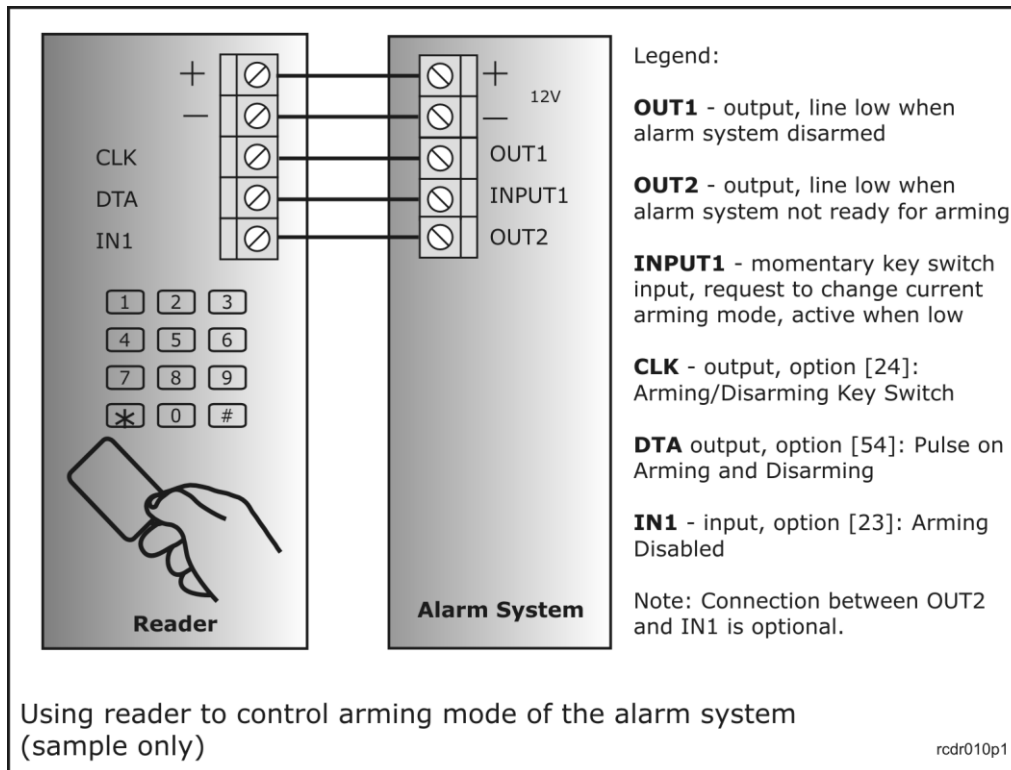 +
−
CLK
DTA
IN1
1 2 3
4 5 6
7 8 9
* 0 #
Reader
+
12V
−
OUT1
INPUT1
OUT2
Alarm System
Legend:
OUT1 - output, line low when
alarm system disarmed
OUT2 - output, line low when
alarm system not ready for arming
INPUT1 - momentary key switch
input, request to change current
arming mode, active when low
CLK - output, option [24]:
Arming/Disarming Key Switch
DTA output, option [54]: Pulse on
Arming and Disarming
IN1 - input, option [23]: Arming
Disabled
Note: Connection between OUT2
and IN1 is optional.
Using reader to control arming mode of the alarm system
(sample only)
rcdr010p1